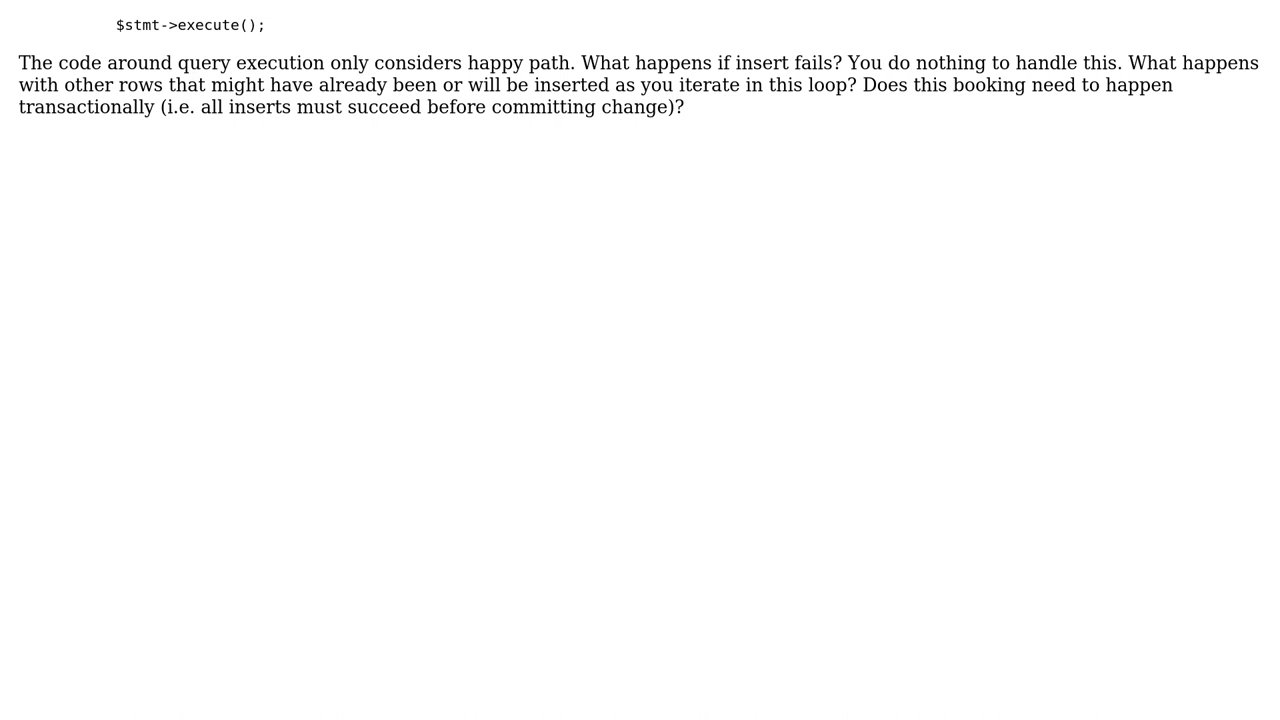 $stmt->execute();
The code around query execution only considers happy path. What happens if insert fails? You do nothing to handle this. What happens
with other rows that might have already been or will be inserted as you iterate in this loop? Does this booking need to happen
transactionally (i.e. all inserts must succeed before committing change)?